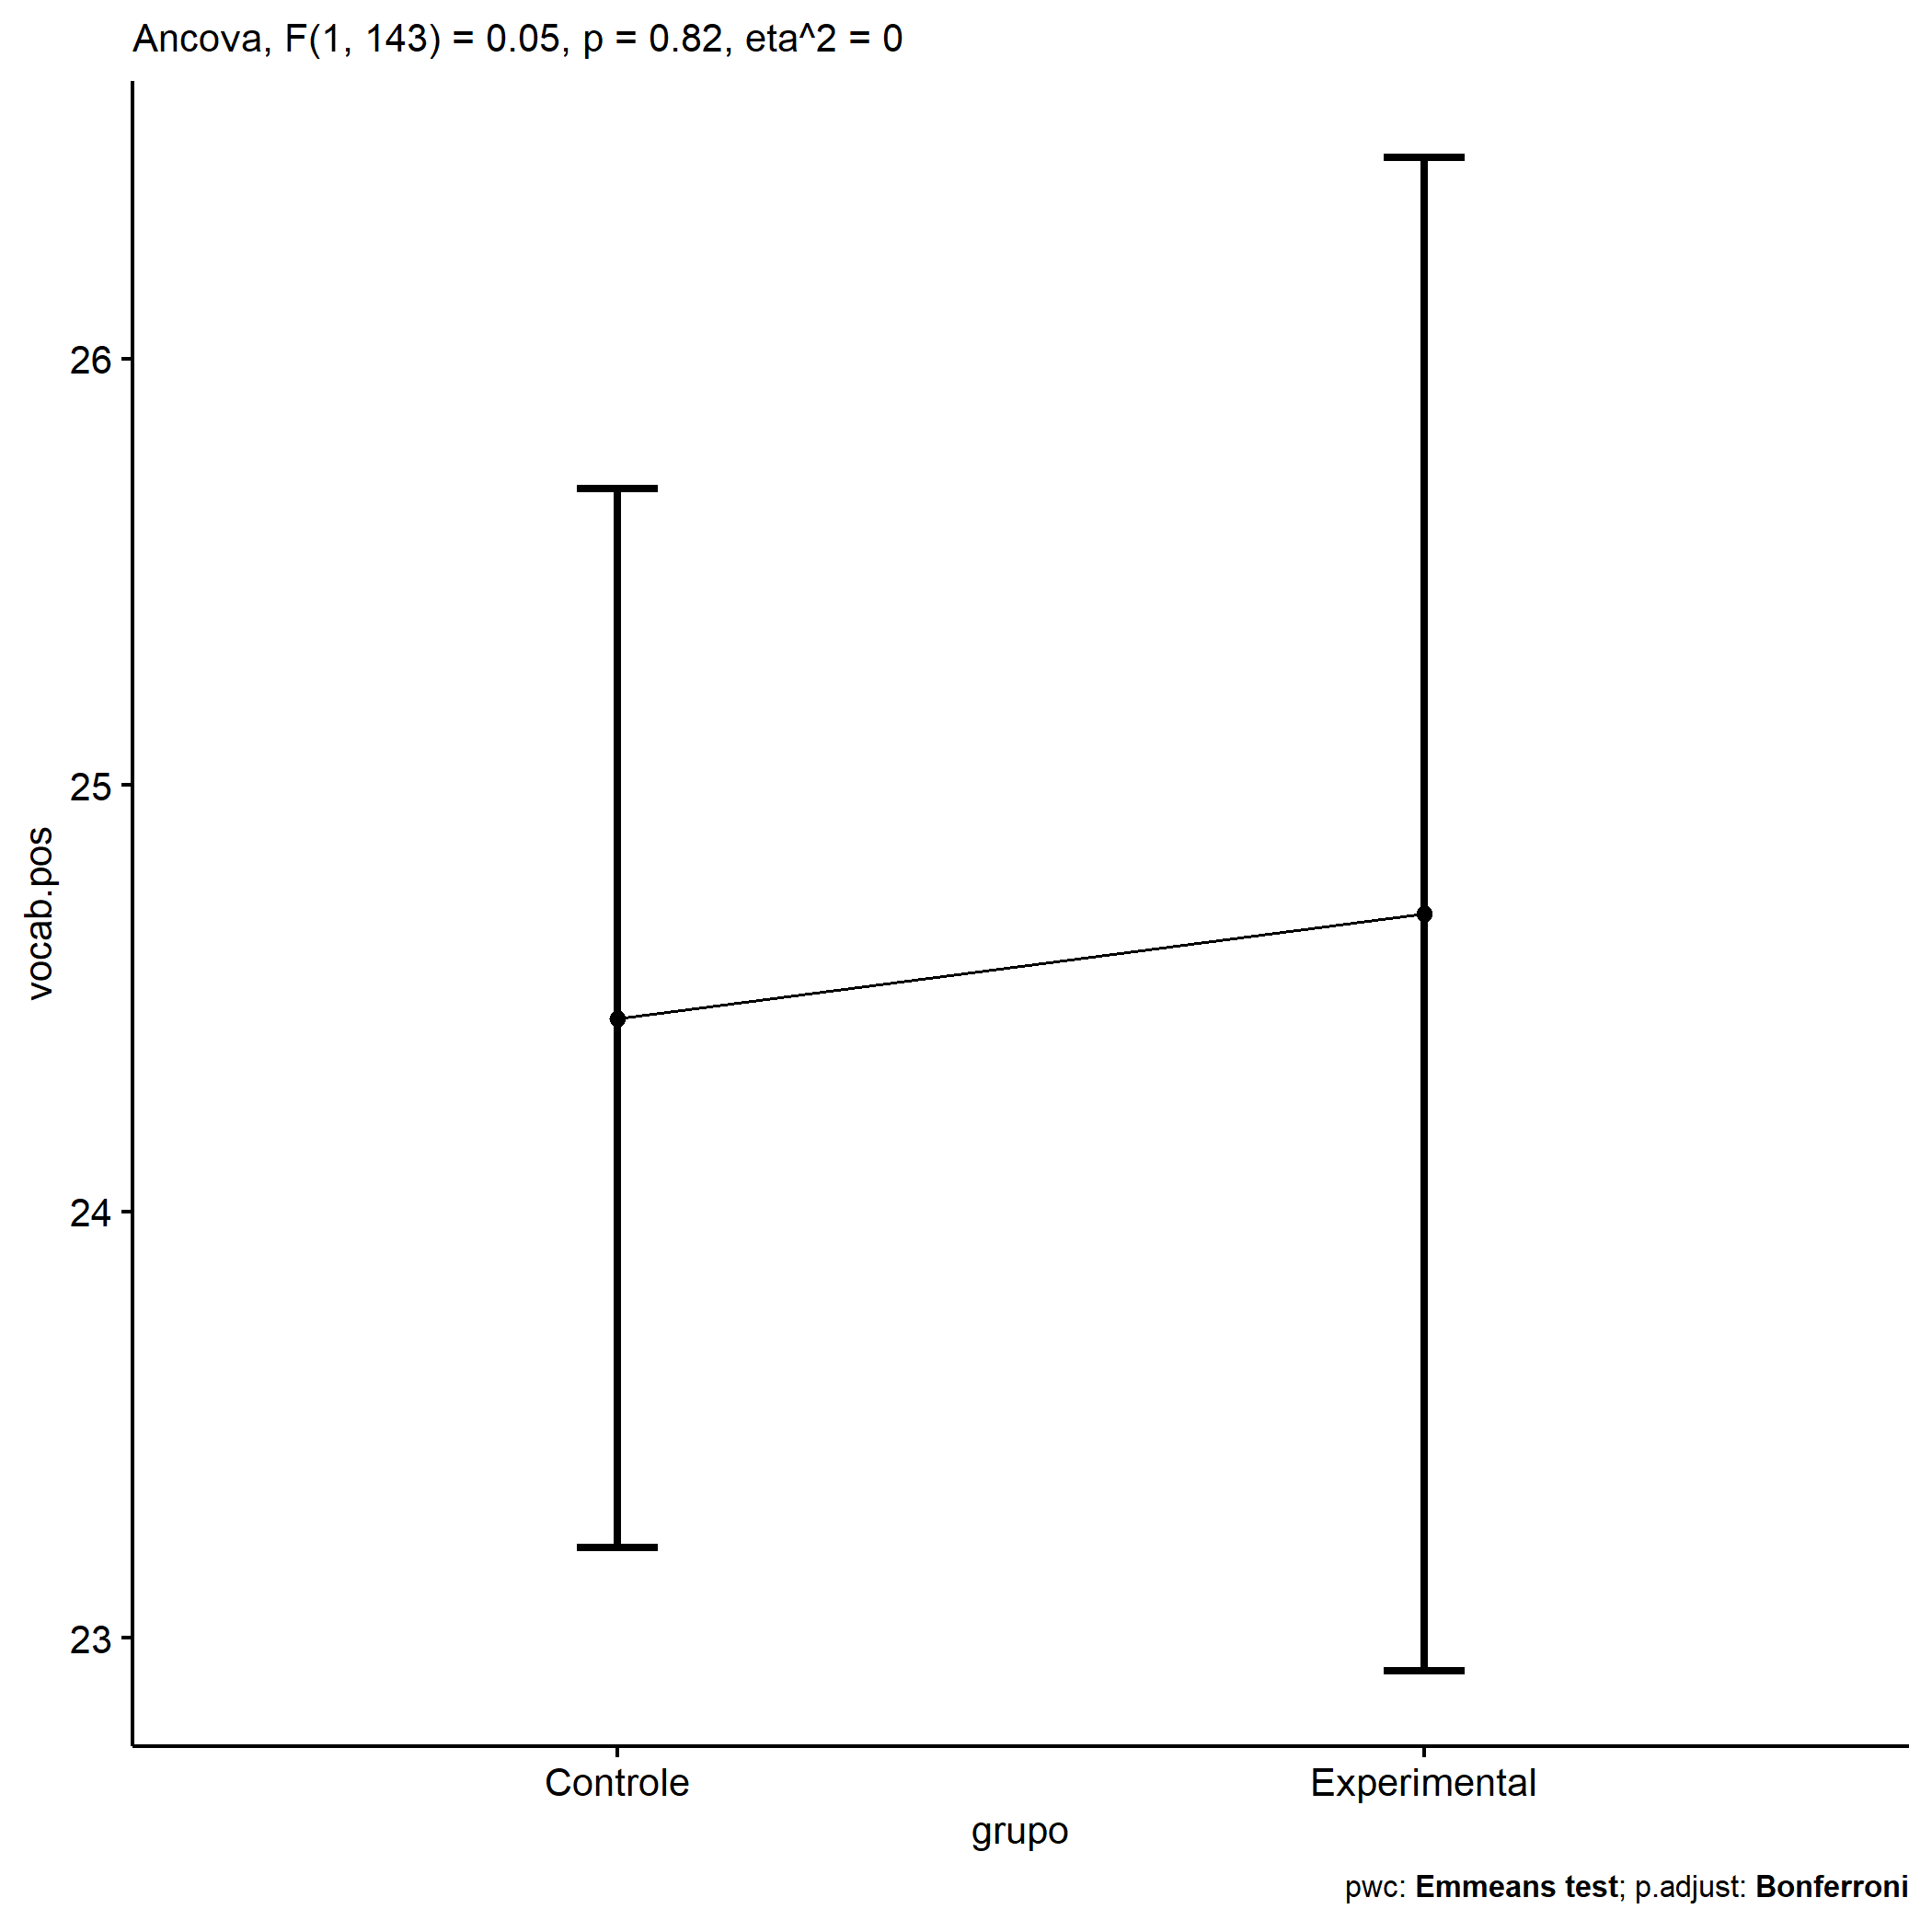 Ancova, F(1, 143) = 0.05, p = 0.82, eta^2 = 0
26
25
24
23
vocab.pos
Controle
Experimental
grupo
pwc: Emmeans test; p.adjust: Bonferroni